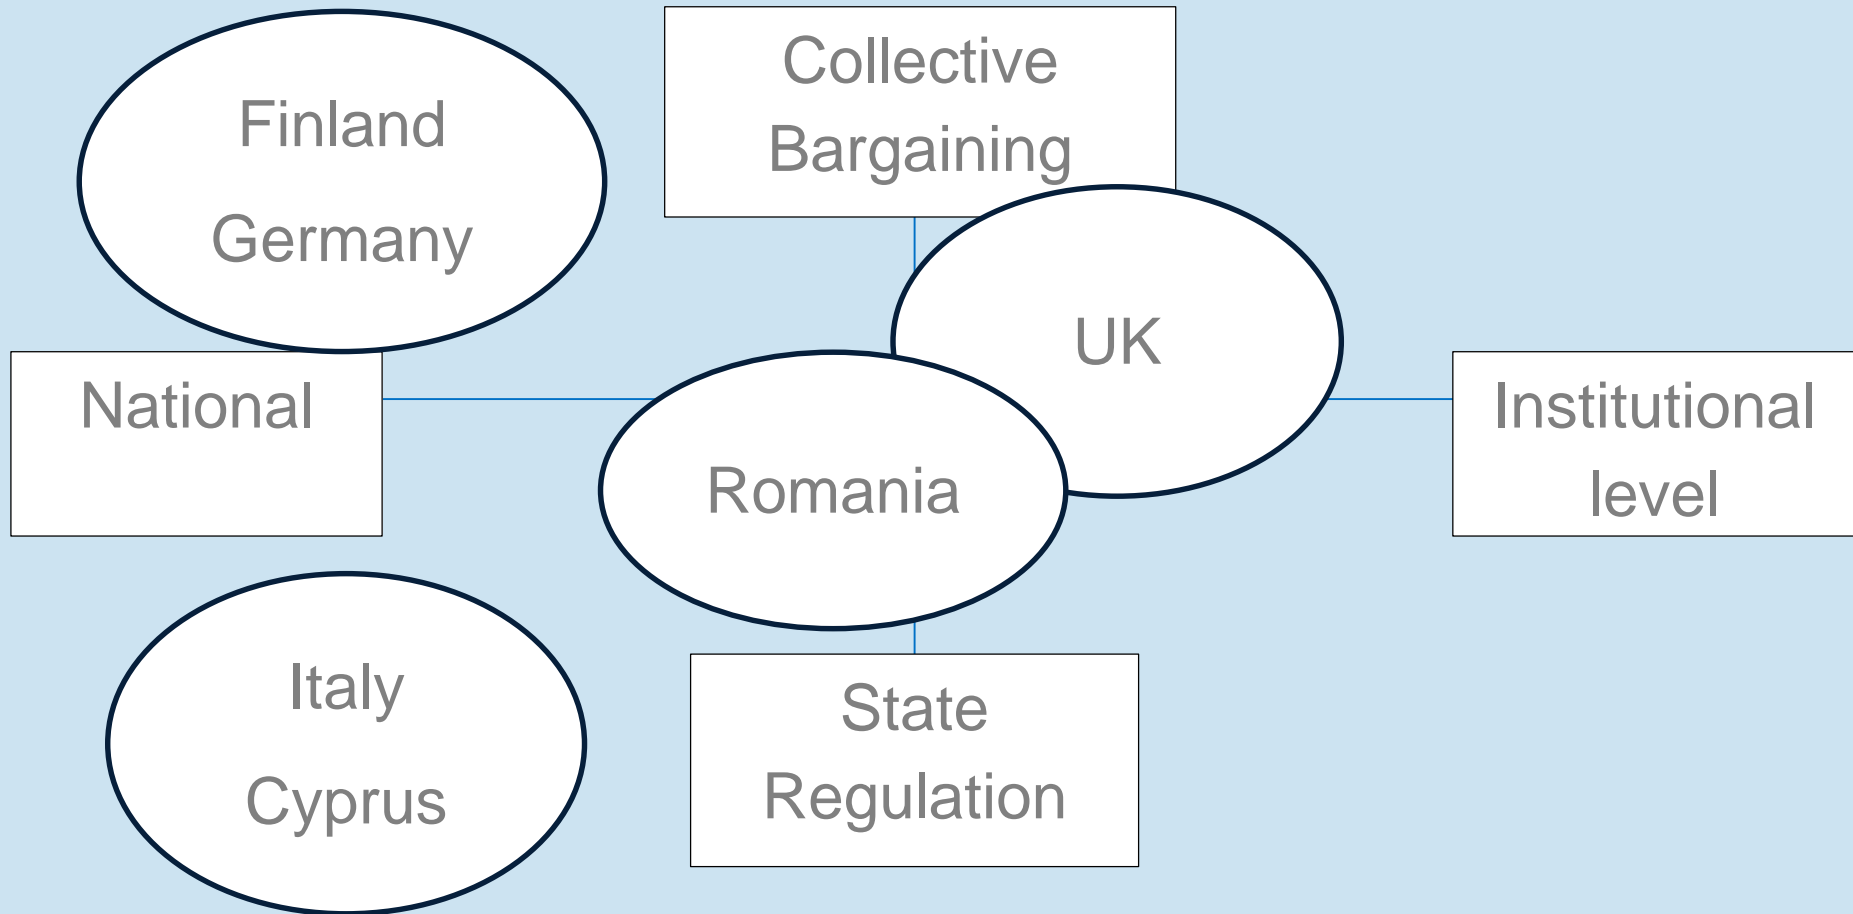 Finland
Germany
Collective
Bargaining
UK
National
Institutional
level
Romania
Italy
Cyprus
State
Regulation